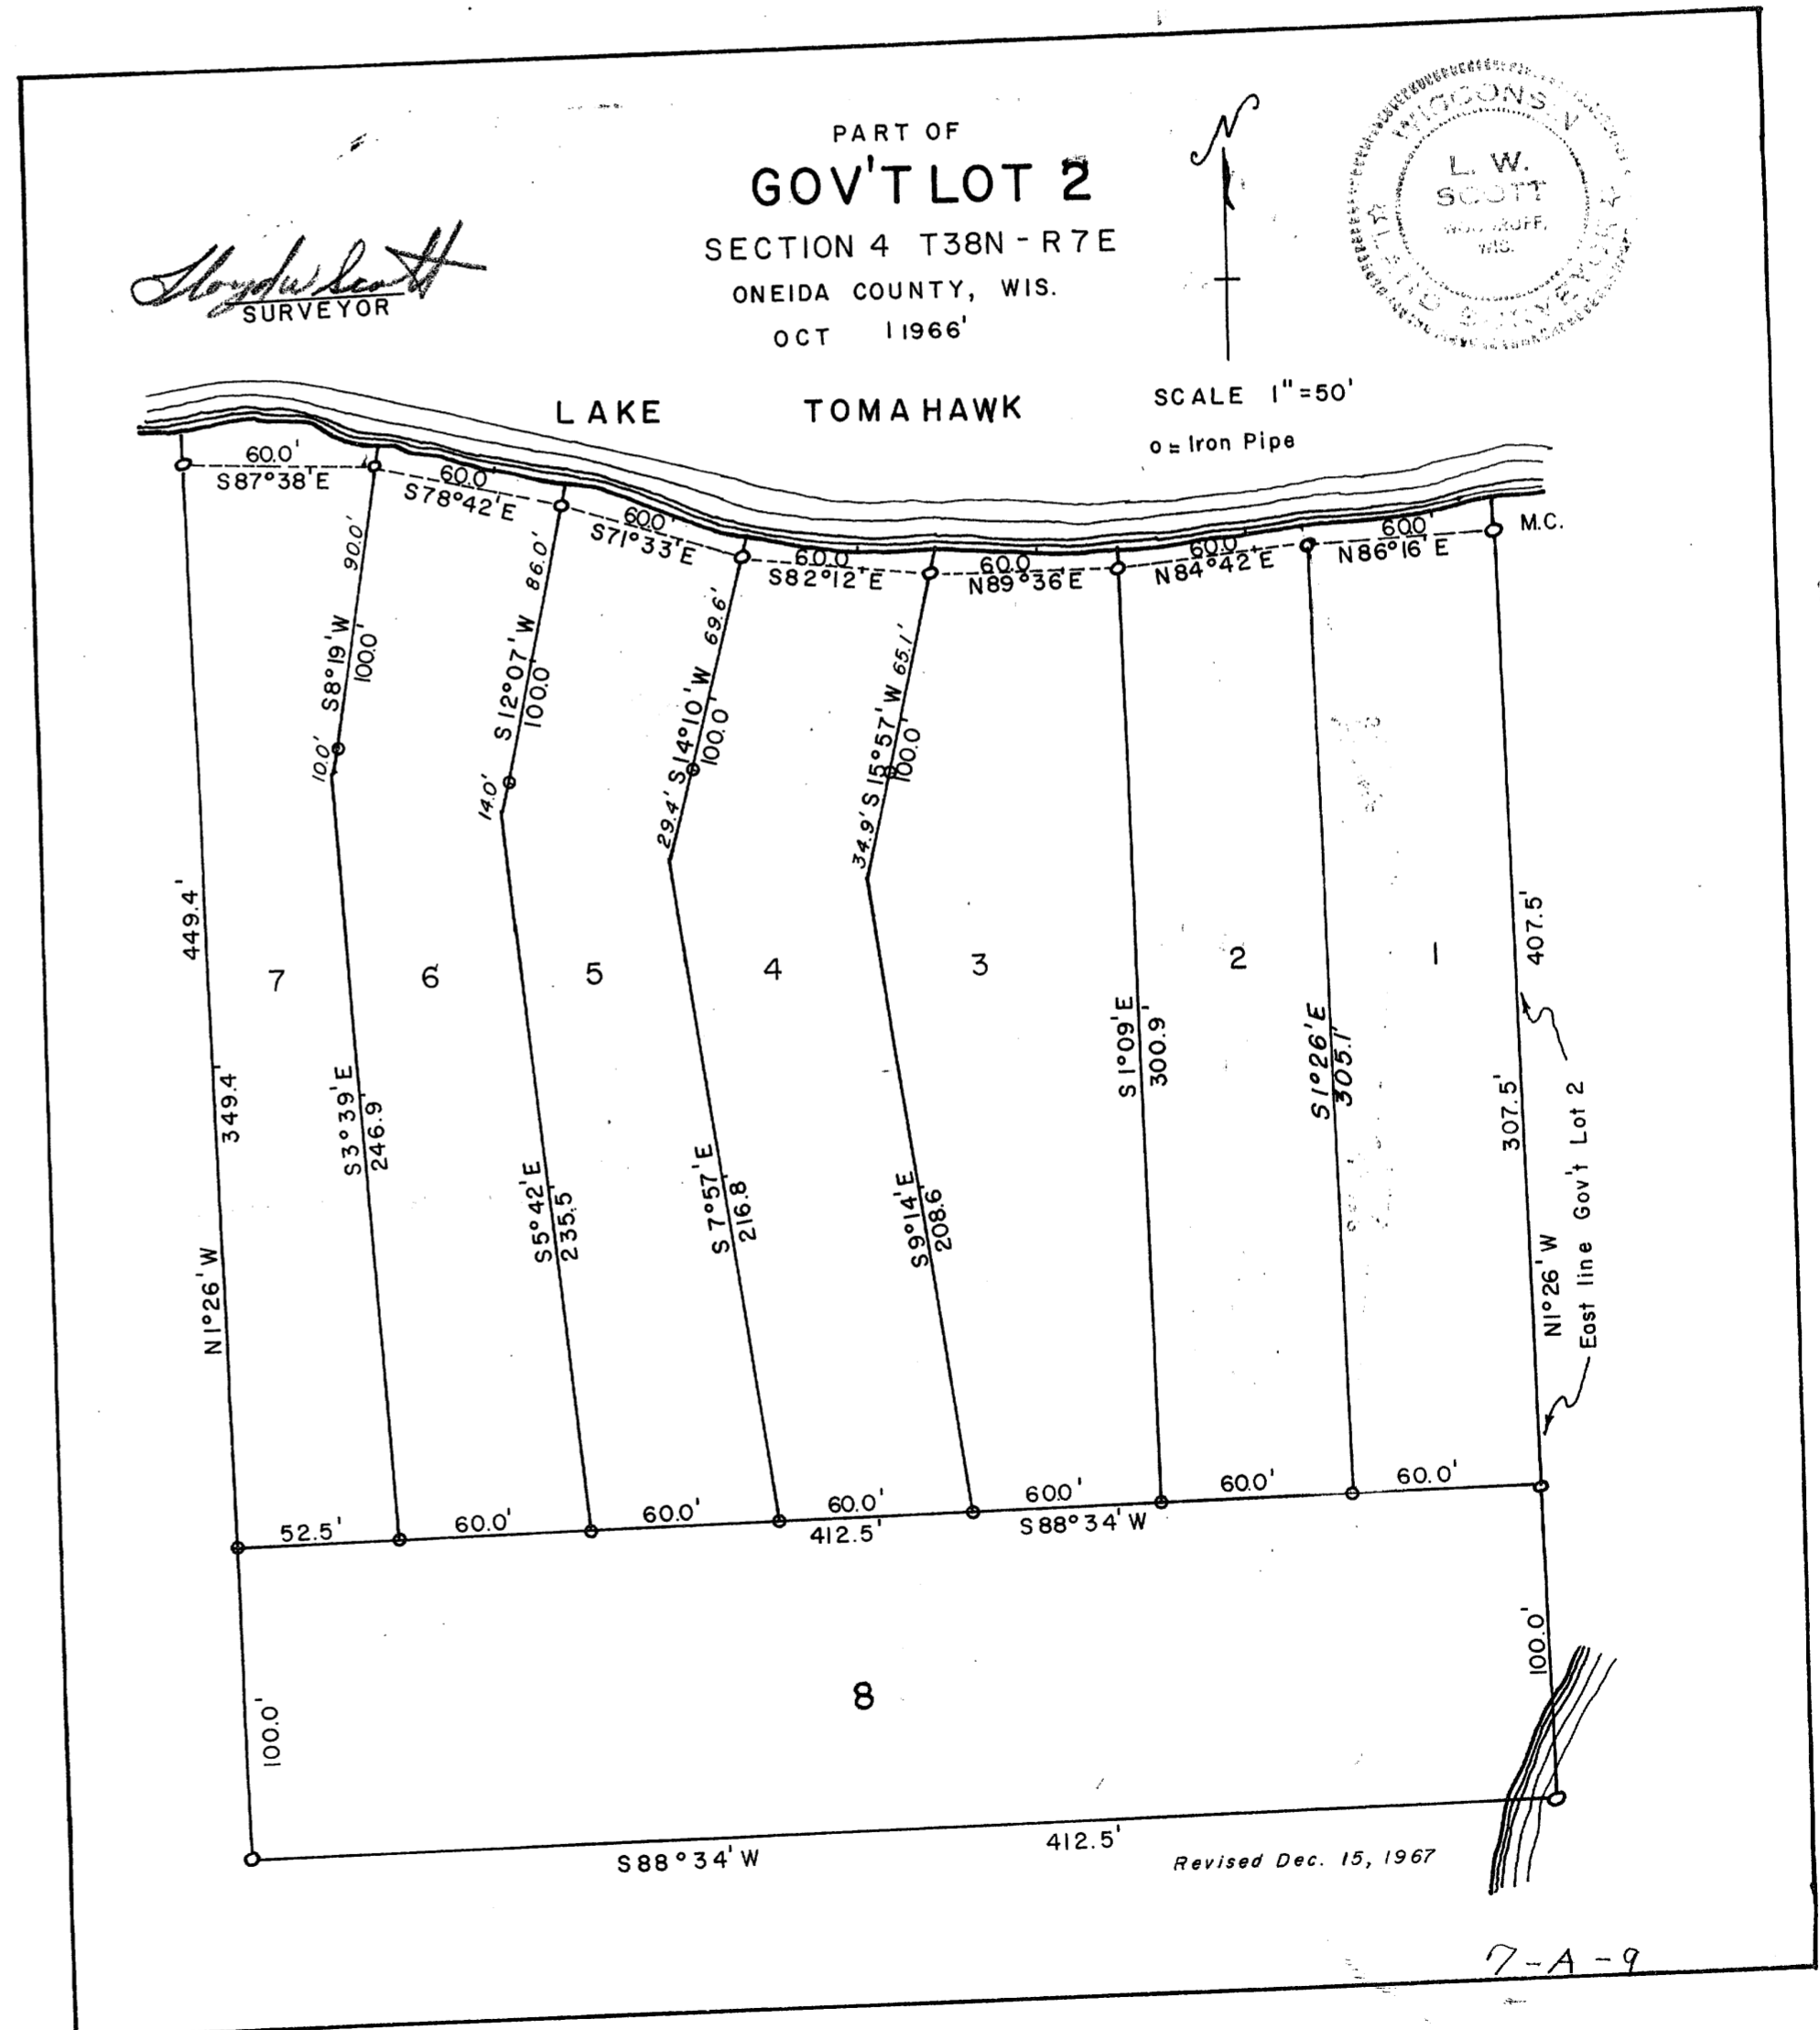 PART OF
GOV'T LOT 2
SECTION 4 T38N - R7E
ONEIDA COUNTY, WIS.
OCT 1 1966'
Lloyd W Scott
SURVEYOR
N
L. W.
SCOTT
WIS.
LAKE TOMAHAWK
SCALE 1"=50'
o = Iron Pipe
60.0'
S87°38'E
60.0'
S78°42'E
60.0'
S71°33'E
60.0'
S82°12'E
60.0'
N89°36'E
60.0'
N84°42'E
60.0'
N86°16'E
M.C.
449.4'
349.4'
N1°26'W
90.0'
S8°19'W
100.0'
10.0'
S3°39'E
246.9'
86.0'
S12°07'W
100.0'
14.0'
S5°42'E
235.5'
69.6'
S14°10'W
100.0'
29.4'
S7°57'E
216.8'
65.1'
S15°57'W
100.0'
34.9'
S9°14'E
208.6'
S1°09'E
300.9'
S1°26'E
305.1'
407.5'
307.5'
N1°26'W
East line Gov't Lot 2
7
6
5
4
3
2
1
52.5'
60.0'
60.0'
60.0'
60.0'
60.0'
60.0'
412.5'
S88°34'W
100.0'
8
100.0'
S88°34'W
412.5'
Revised Dec. 15, 1967
7-A-9